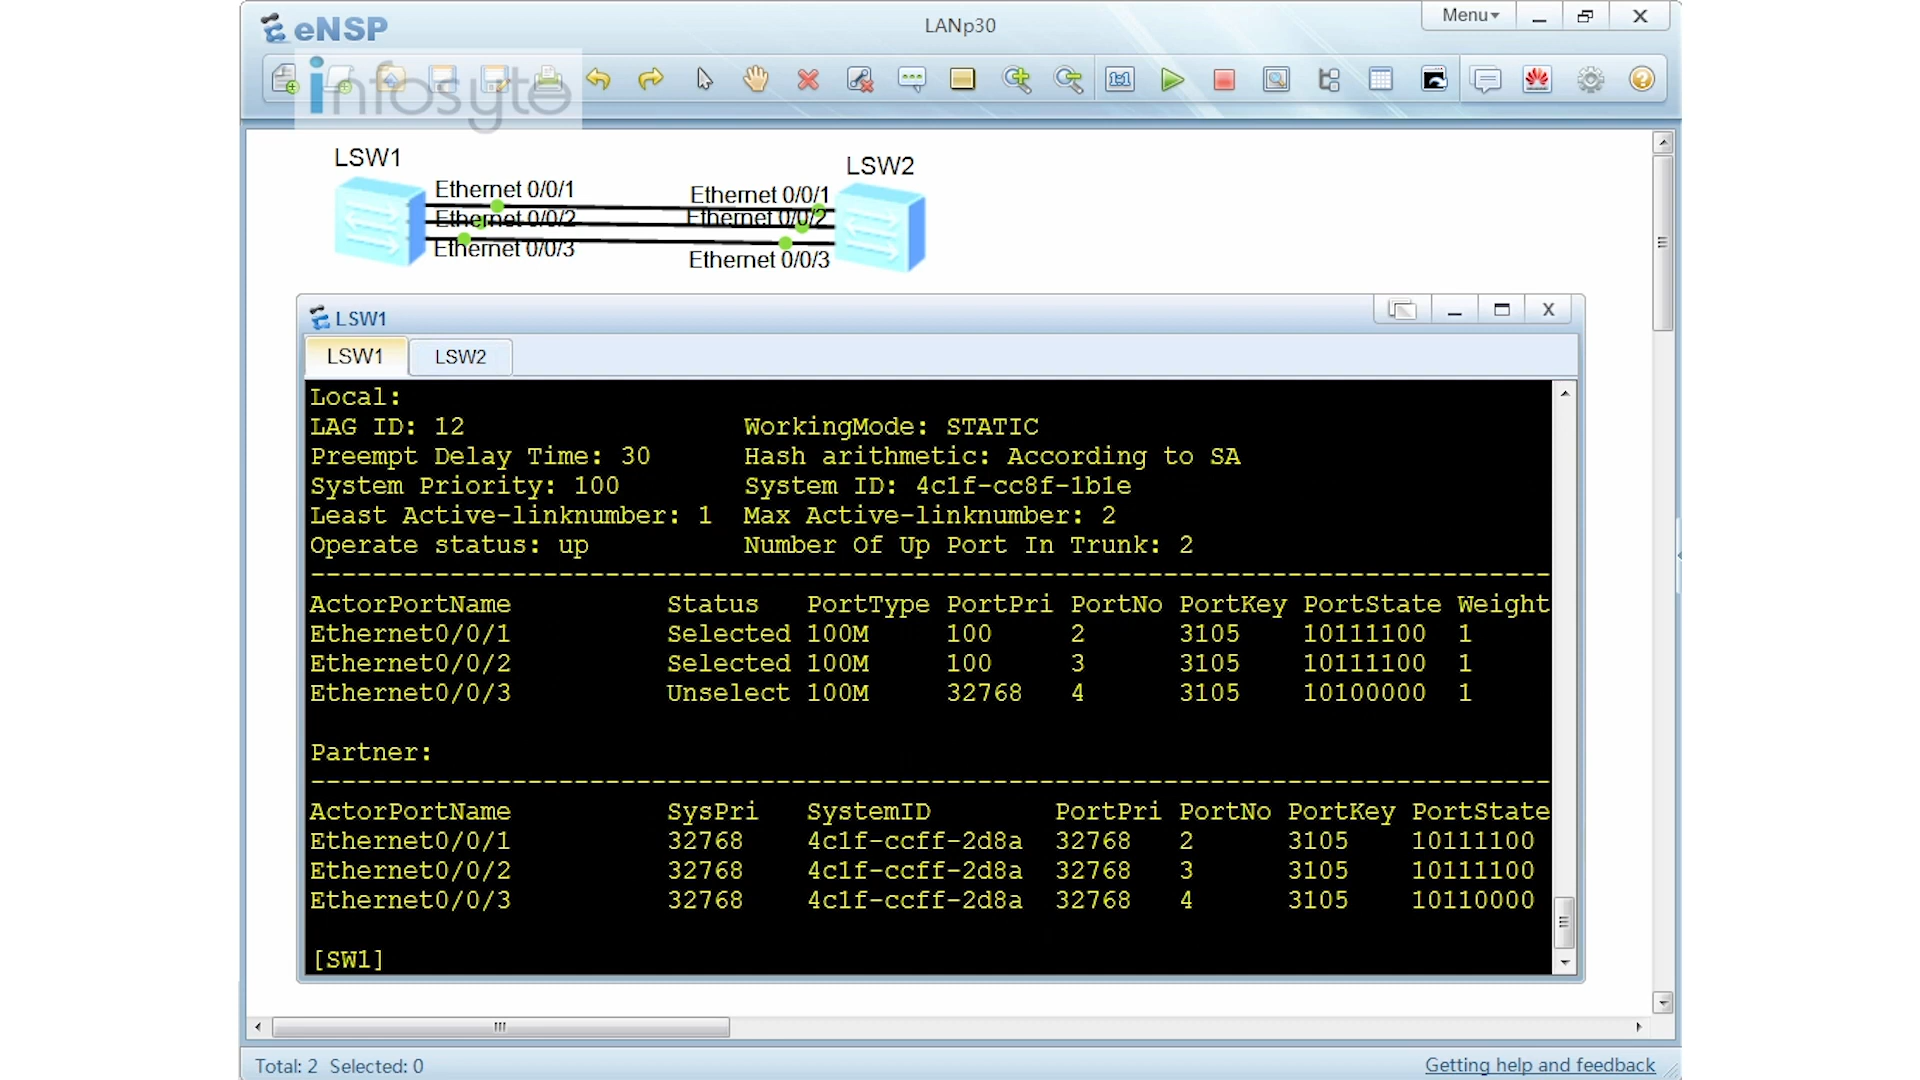 eNSP
LANp30
Menu
infosyte
LSW1
LSW2
Ethernet 0/0/1
Ethernet 0/0/1
Ethernet 0/0/2
Ethernet 0/0/2
Ethernet 0/0/3
Ethernet 0/0/3
LSW1
LSW1 LSW2
Local:
LAG ID: 12 WorkingMode: STATIC
Preempt Delay Time: 30 Hash arithmetic: According to SA
System Priority: 100 System ID: 4c1f-cc8f-1b1e
Least Active-linknumber: 1 Max Active-linknumber: 2
Operate status: up Number Of Up Port In Trunk: 2
--------------------------------------------------------------------------------
ActorPortName Status PortType PortPri PortNo PortKey PortState Weight
Ethernet0/0/1 Selected 100M 100 2 3105 10111100 1
Ethernet0/0/2 Selected 100M 100 3 3105 10111100 1
Ethernet0/0/3 Unselect 100M 32768 4 3105 10100000 1
Partner:
--------------------------------------------------------------------------------
ActorPortName SysPri SystemID PortPri PortNo PortKey PortState
Ethernet0/0/1 32768 4c1f-ccff-2d8a 32768 2 3105 10111100
Ethernet0/0/2 32768 4c1f-ccff-2d8a 32768 3 3105 10111100
Ethernet0/0/3 32768 4c1f-ccff-2d8a 32768 4 3105 10110000
[SW1]
Total: 2 Selected: 0
Getting help and feedback